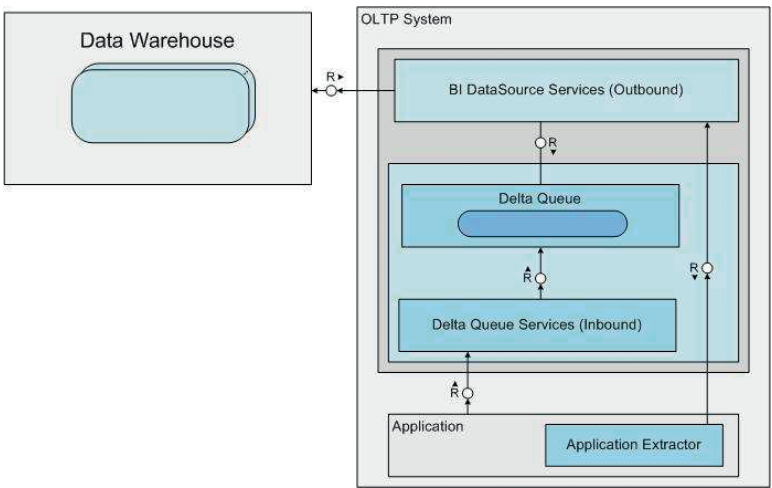 OLTP System
Data Warehouse
R
BI DataSource Services (Outbound)
R
Delta Queue
R
R
Delta Queue Services (Inbound)
R
Application
Application Extractor